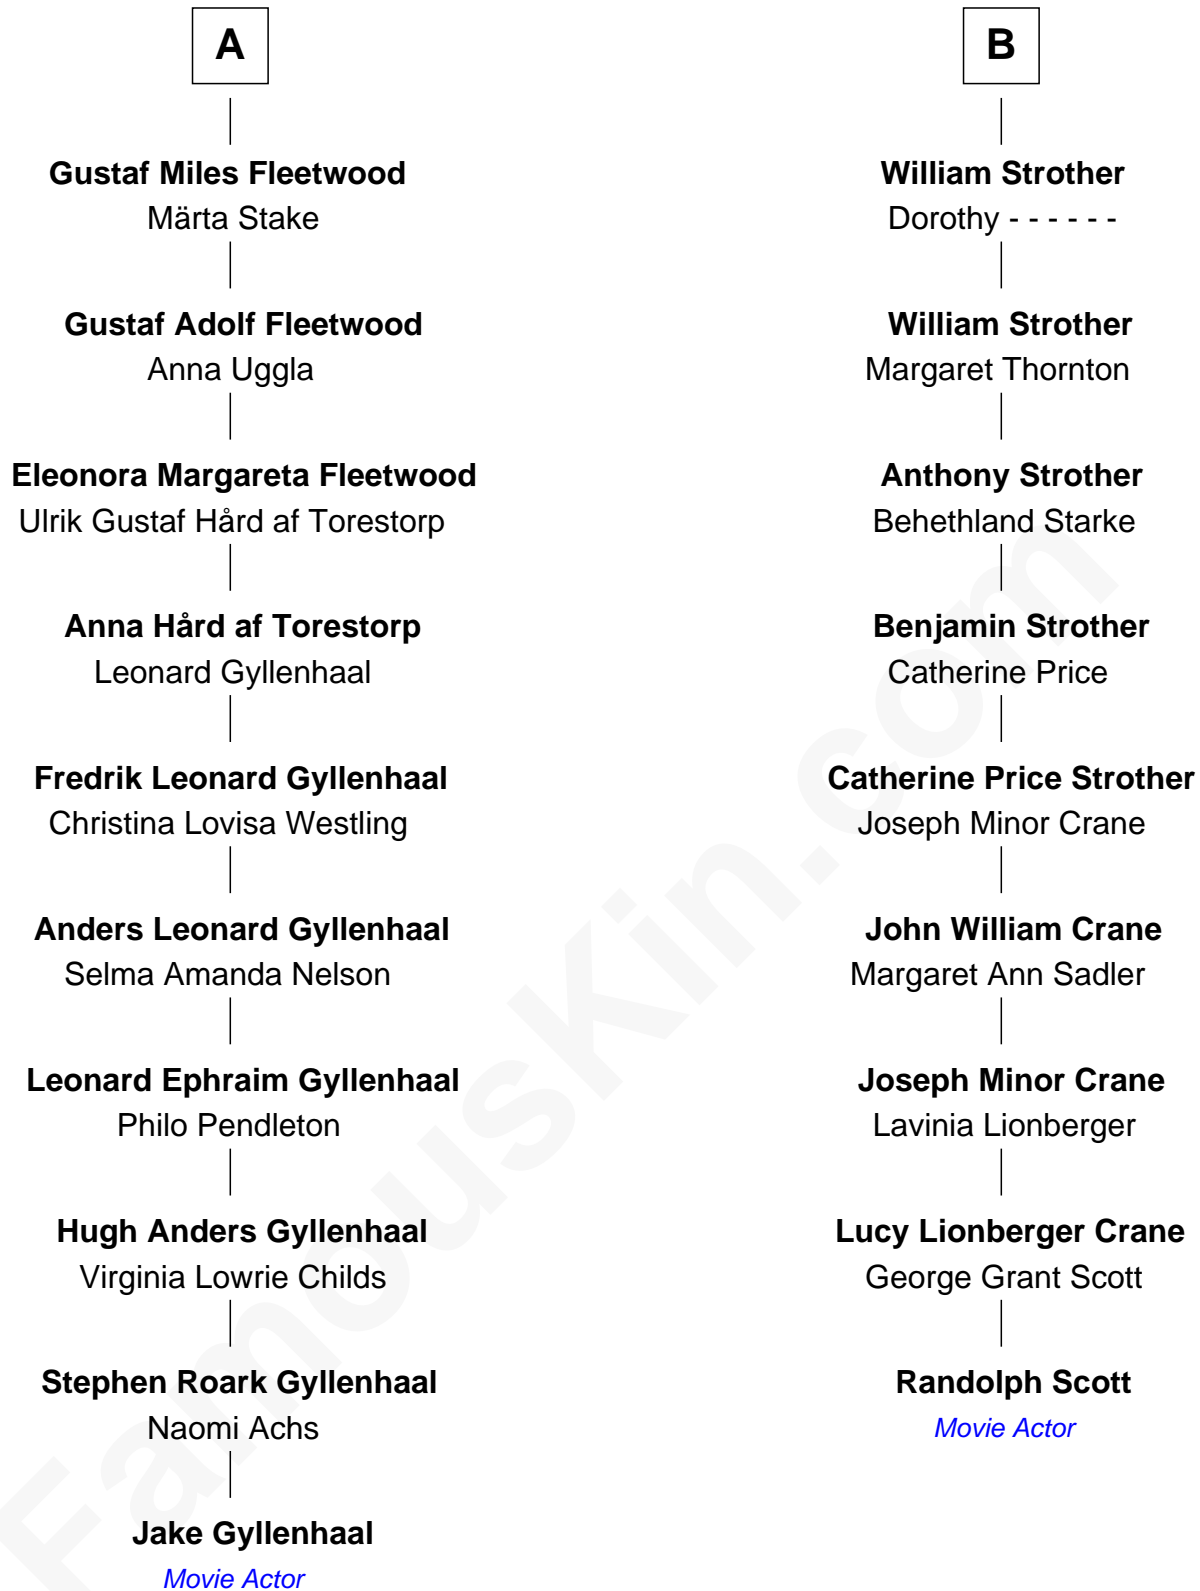 A
Gustaf Miles Fleetwood
Märta Stake
Gustaf Adolf Fleetwood
Anna Uggla
Eleonora Margareta Fleetwood
Ulrik Gustaf Hård af Torestorp
Anna Hård af Torestorp
Leonard Gyllenhaal
Fredrik Leonard Gyllenhaal
Christina Lovisa Westling
Anders Leonard Gyllenhaal
Selma Amanda Nelson
Leonard Ephraim Gyllenhaal
Philo Pendleton
Hugh Anders Gyllenhaal
Virginia Lowrie Childs
Stephen Roark Gyllenhaal
Naomi Achs
Jake Gyllenhaal
Movie Actor
B
William Strother
Dorothy - - - - - -
William Strother
Margaret Thornton
Anthony Strother
Behethland Starke
Benjamin Strother
Catherine Price
Catherine Price Strother
Joseph Minor Crane
John William Crane
Margaret Ann Sadler
Joseph Minor Crane
Lavinia Lionberger
Lucy Lionberger Crane
George Grant Scott
Randolph Scott
Movie Actor
FamousKin.com